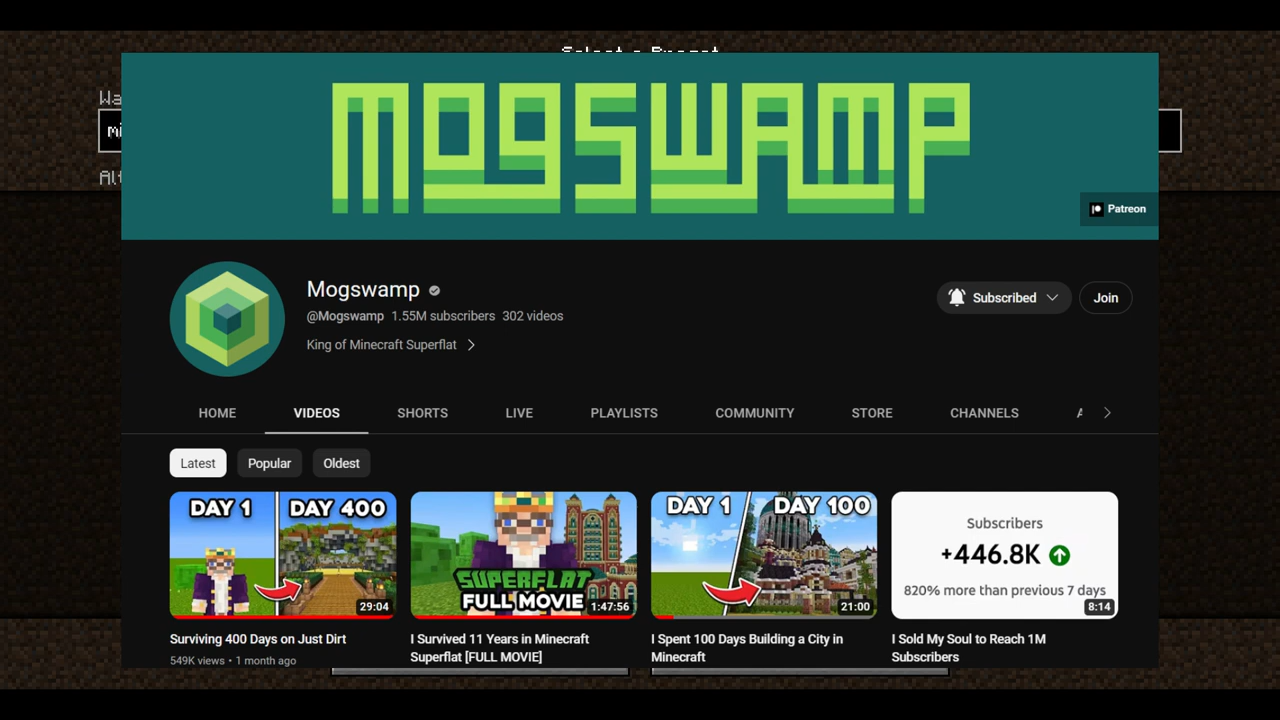 MOGSWAMP
Patreon
Mogswamp
@Mogswamp 1.55M subscribers 302 videos
King of Minecraft Superflat
Subscribed
Join
HOME VIDEOS SHORTS LIVE PLAYLISTS COMMUNITY STORE CHANNELS
Latest Popular Oldest
DAY 1 DAY 400
29:04
SUPERFLAT
FULL MOVIE
1:47:56
DAY 1 DAY 100
21:00
Subscribers
+446.8K
820% more than previous 7 days
8:14
Surviving 400 Days on Just Dirt
549K views • 1 month ago
I Survived 11 Years in Minecraft
Superflat [FULL MOVIE]
I Spent 100 Days Building a City in
Minecraft
I Sold My Soul to Reach 1M
Subscribers